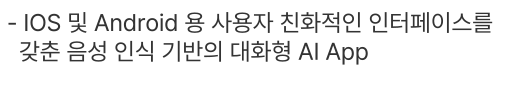 - IOS 및 Android 용 사용자 친화적인 인터페이스를
갖춘 음성 인식 기반의 대화형 AI App